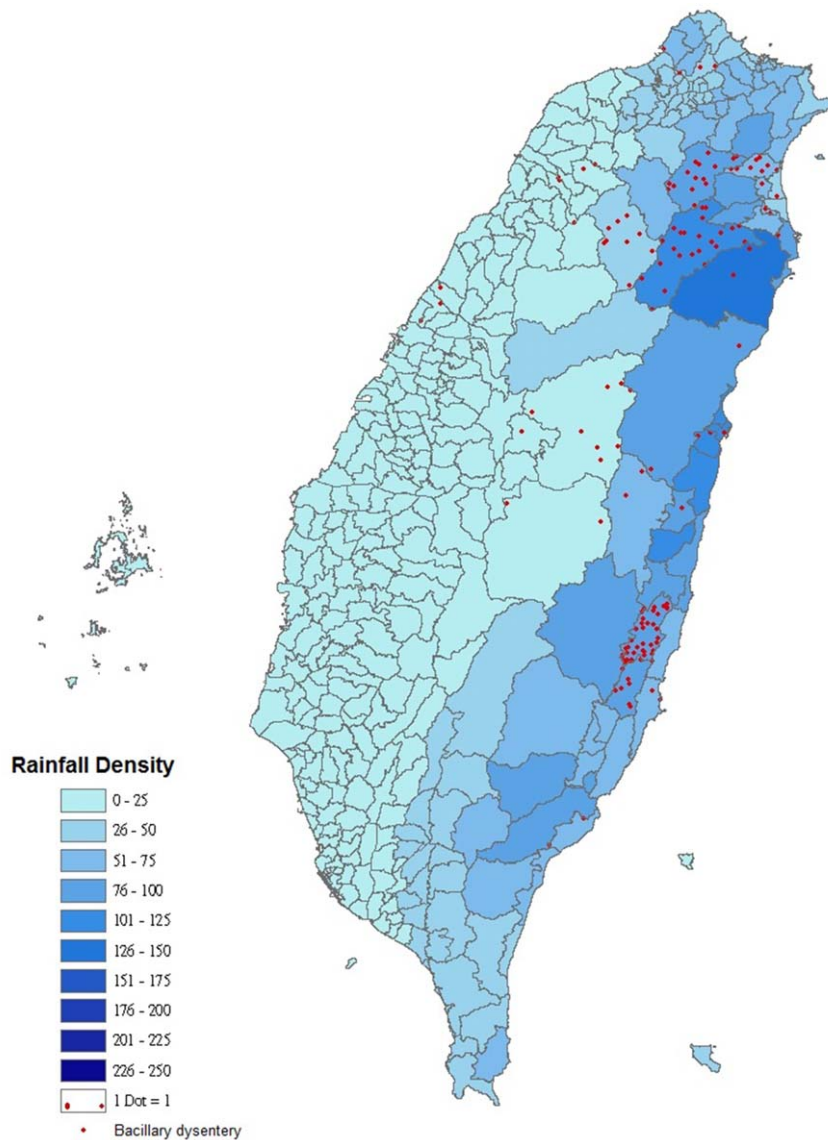 Rainfall Density
0 - 25
26 - 50
51 - 75
76 - 100
101 - 125
126 - 150
151 - 175
176 - 200
201 - 225
226 - 250
1 Dot = 1
Bacillary dysentery